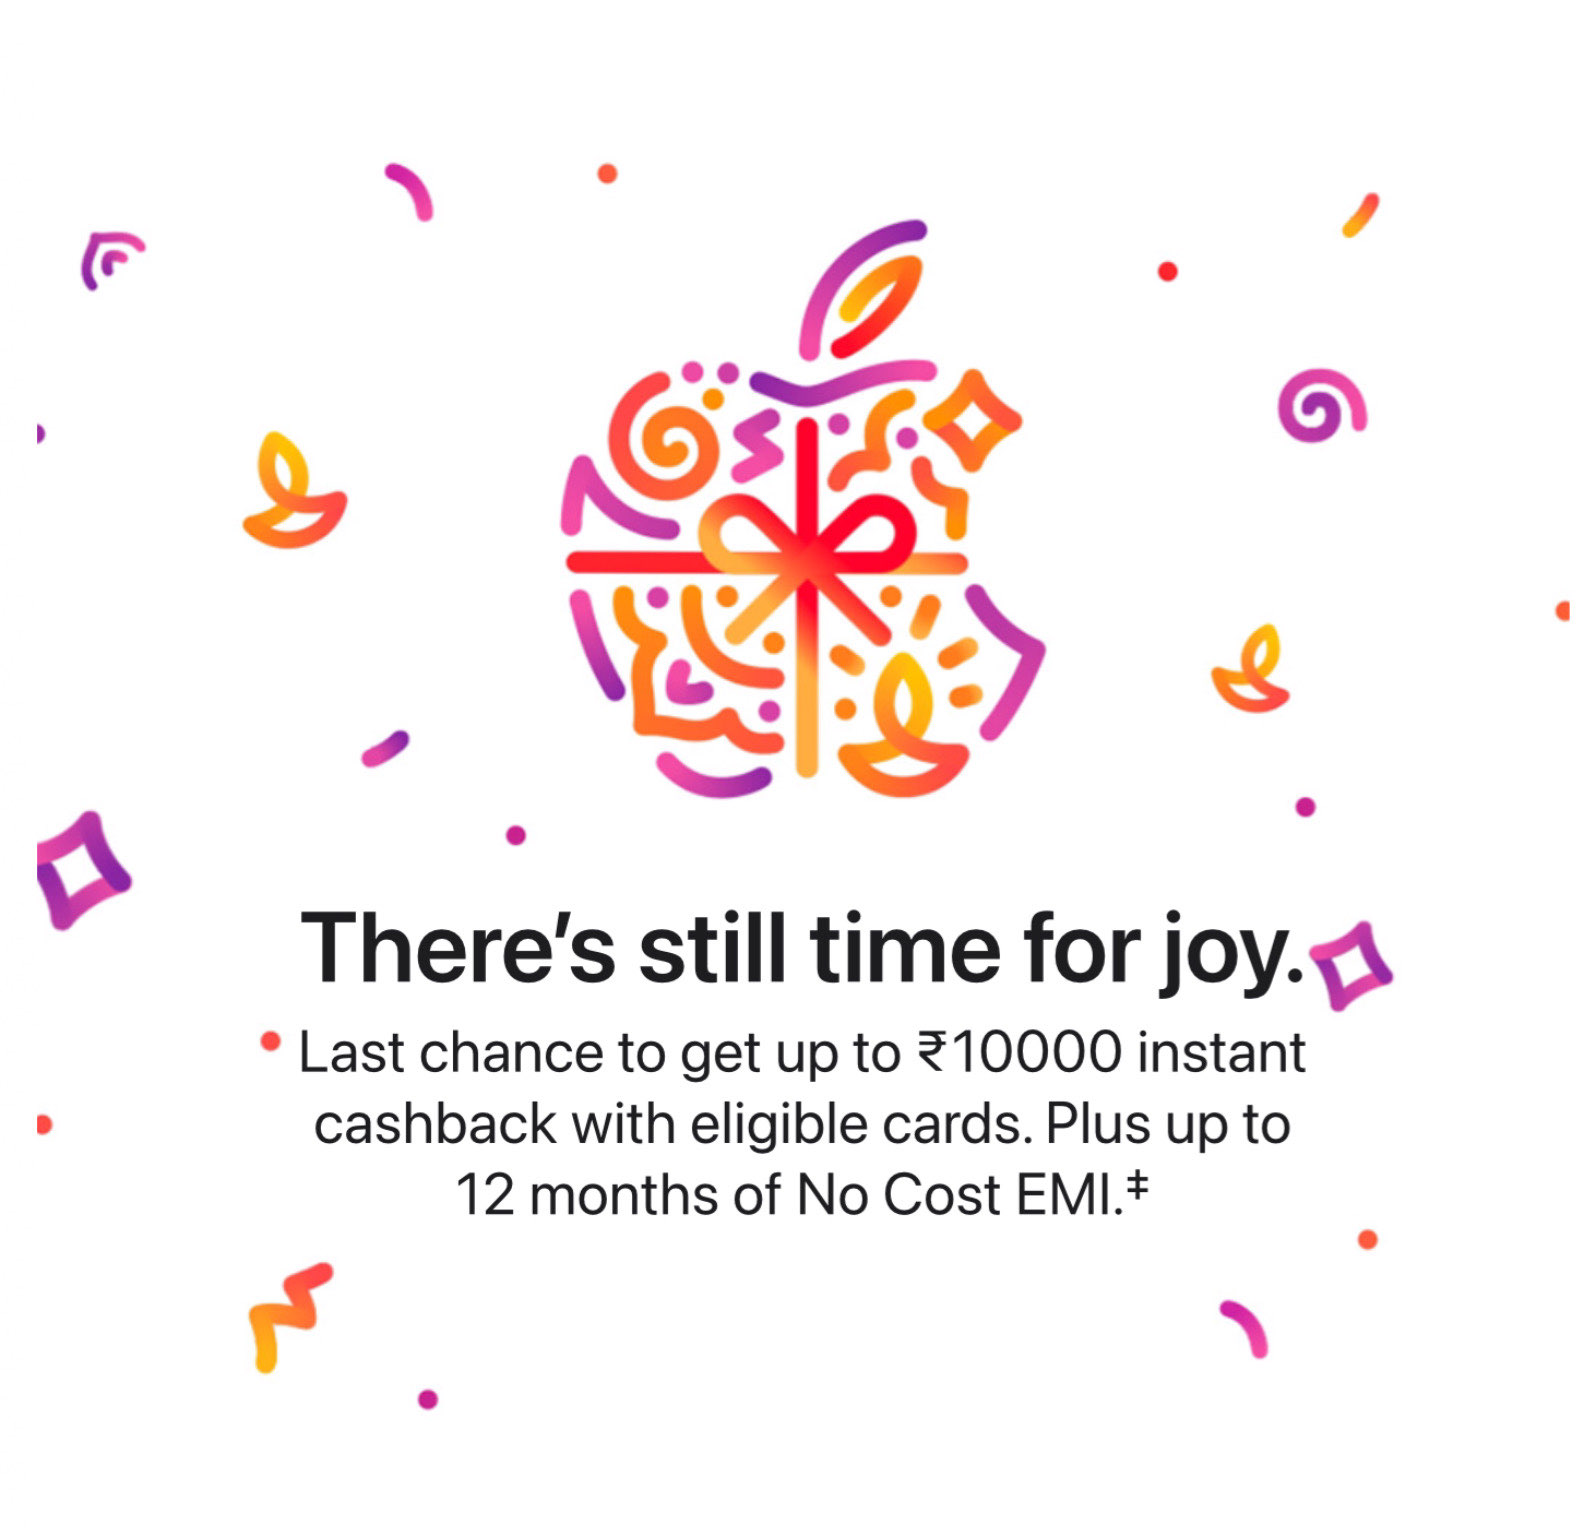 There’s still time for joy.
Last chance to get up to ₹10000 instant
cashback with eligible cards. Plus up to
12 months of No Cost EMI.‡